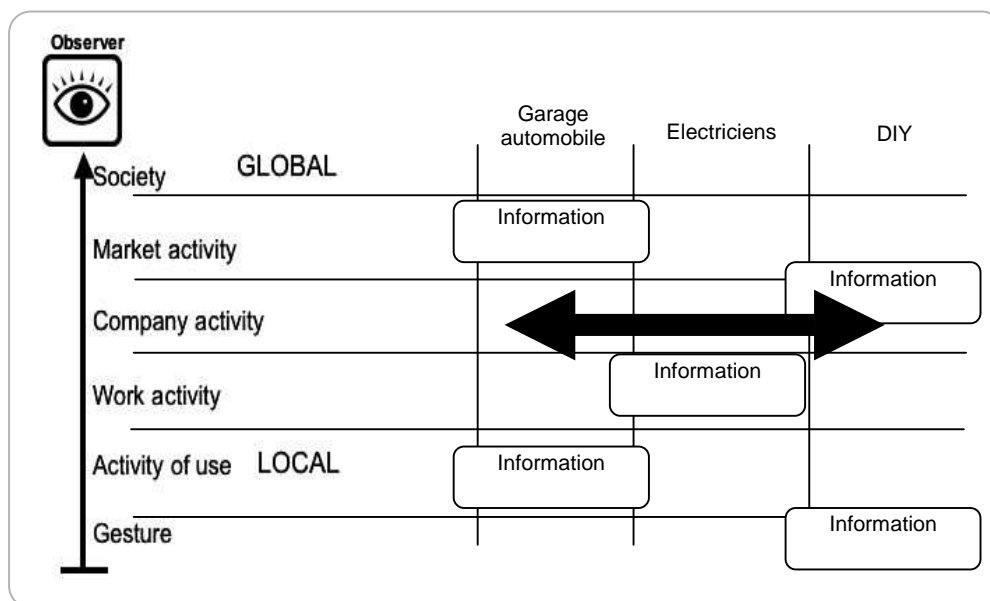 Observer
Garage
automobile
Electriciens
DIY
Society
GLOBAL
Information
Market activity
Information
Company activity
Information
Work activity
Activity of use
LOCAL
Information
Information
Gesture